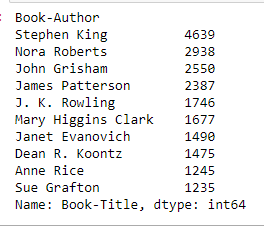 Book-Author
Stephen King 4639
Nora Roberts 2938
John Grisham 2550
James Patterson 2387
J. K. Rowling 1746
Mary Higgins Clark 1677
Janet Evanovich 1490
Dean R. Koontz 1475
Anne Rice 1245
Sue Grafton 1235
Name: Book-Title, dtype: int64